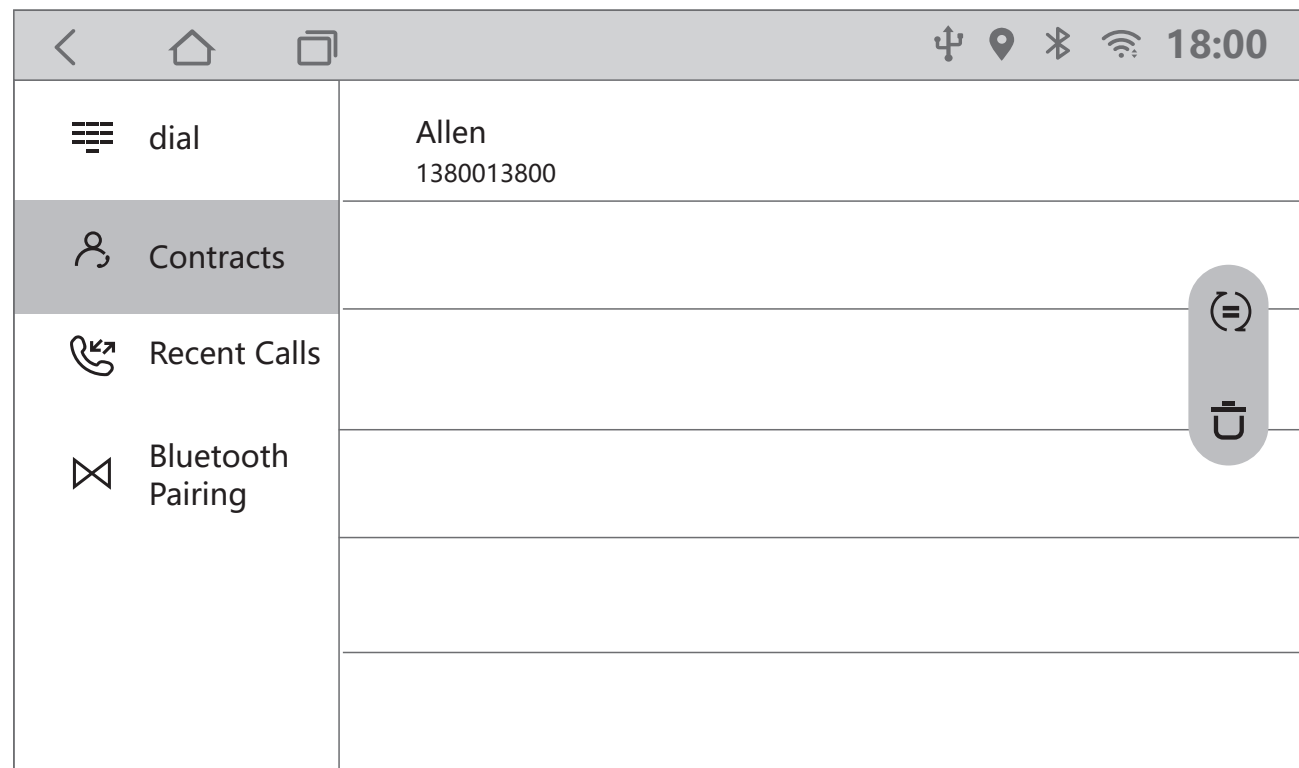 18:00
dial
Allen
1380013800
Contracts
Recent Calls
Bluetooth
Pairing